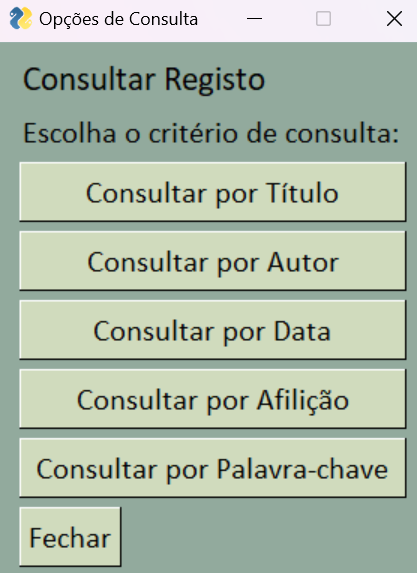 Opções de Consulta
Consultar Registo
Escolha o critério de consulta:
Consultar por Título
Consultar por Autor
Consultar por Data
Consultar por Afilição
Consultar por Palavra-chave
Fechar